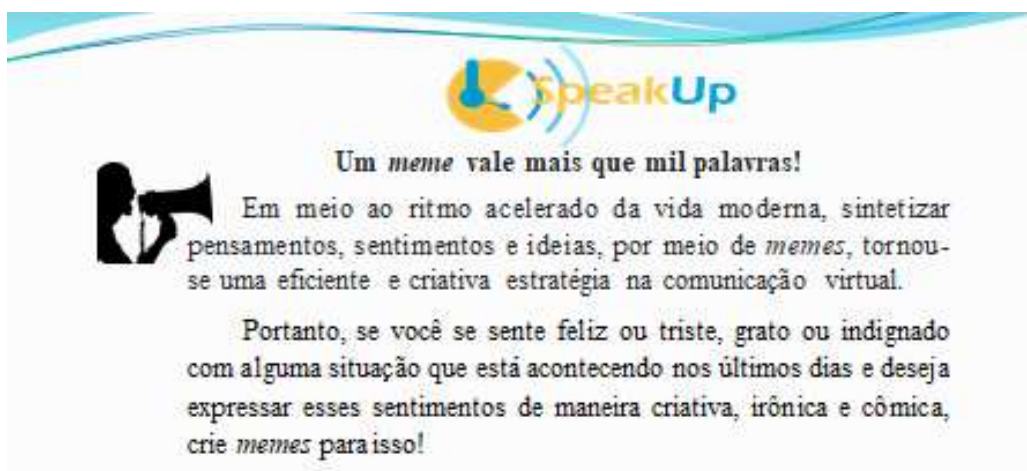 SpeakUp
Um meme vale mais que mil palavras!
Em meio ao ritmo acelerado da vida moderna, sintetizar
pensamentos, sentimentos e ideias, por meio de memes, tornou-
se uma eficiente e criativa estratégia na comunicação virtual.
Portanto, se você se sente feliz ou triste, grato ou indignado
com alguma situação que está acontecendo nos últimos dias e deseja
expressar esses sentimentos de maneira criativa, irônica e cômica,
crie memes para isso!